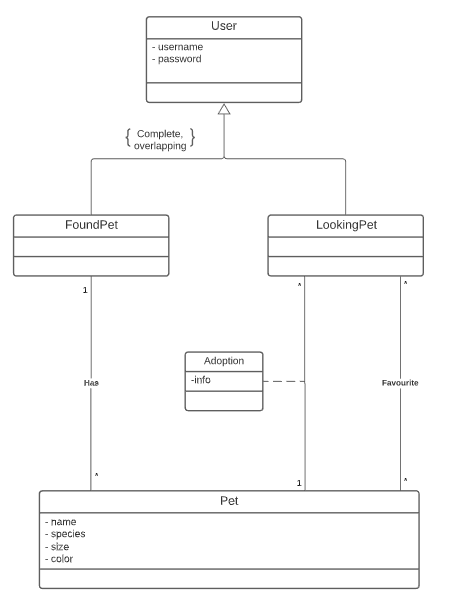 User
- username
- password
{ Complete, }
overlapping
FoundPet
LookingPet
1
*
*
Adoption
-info
Has
Favourite
*
1
*
Pet
- name
- species
- size
- color